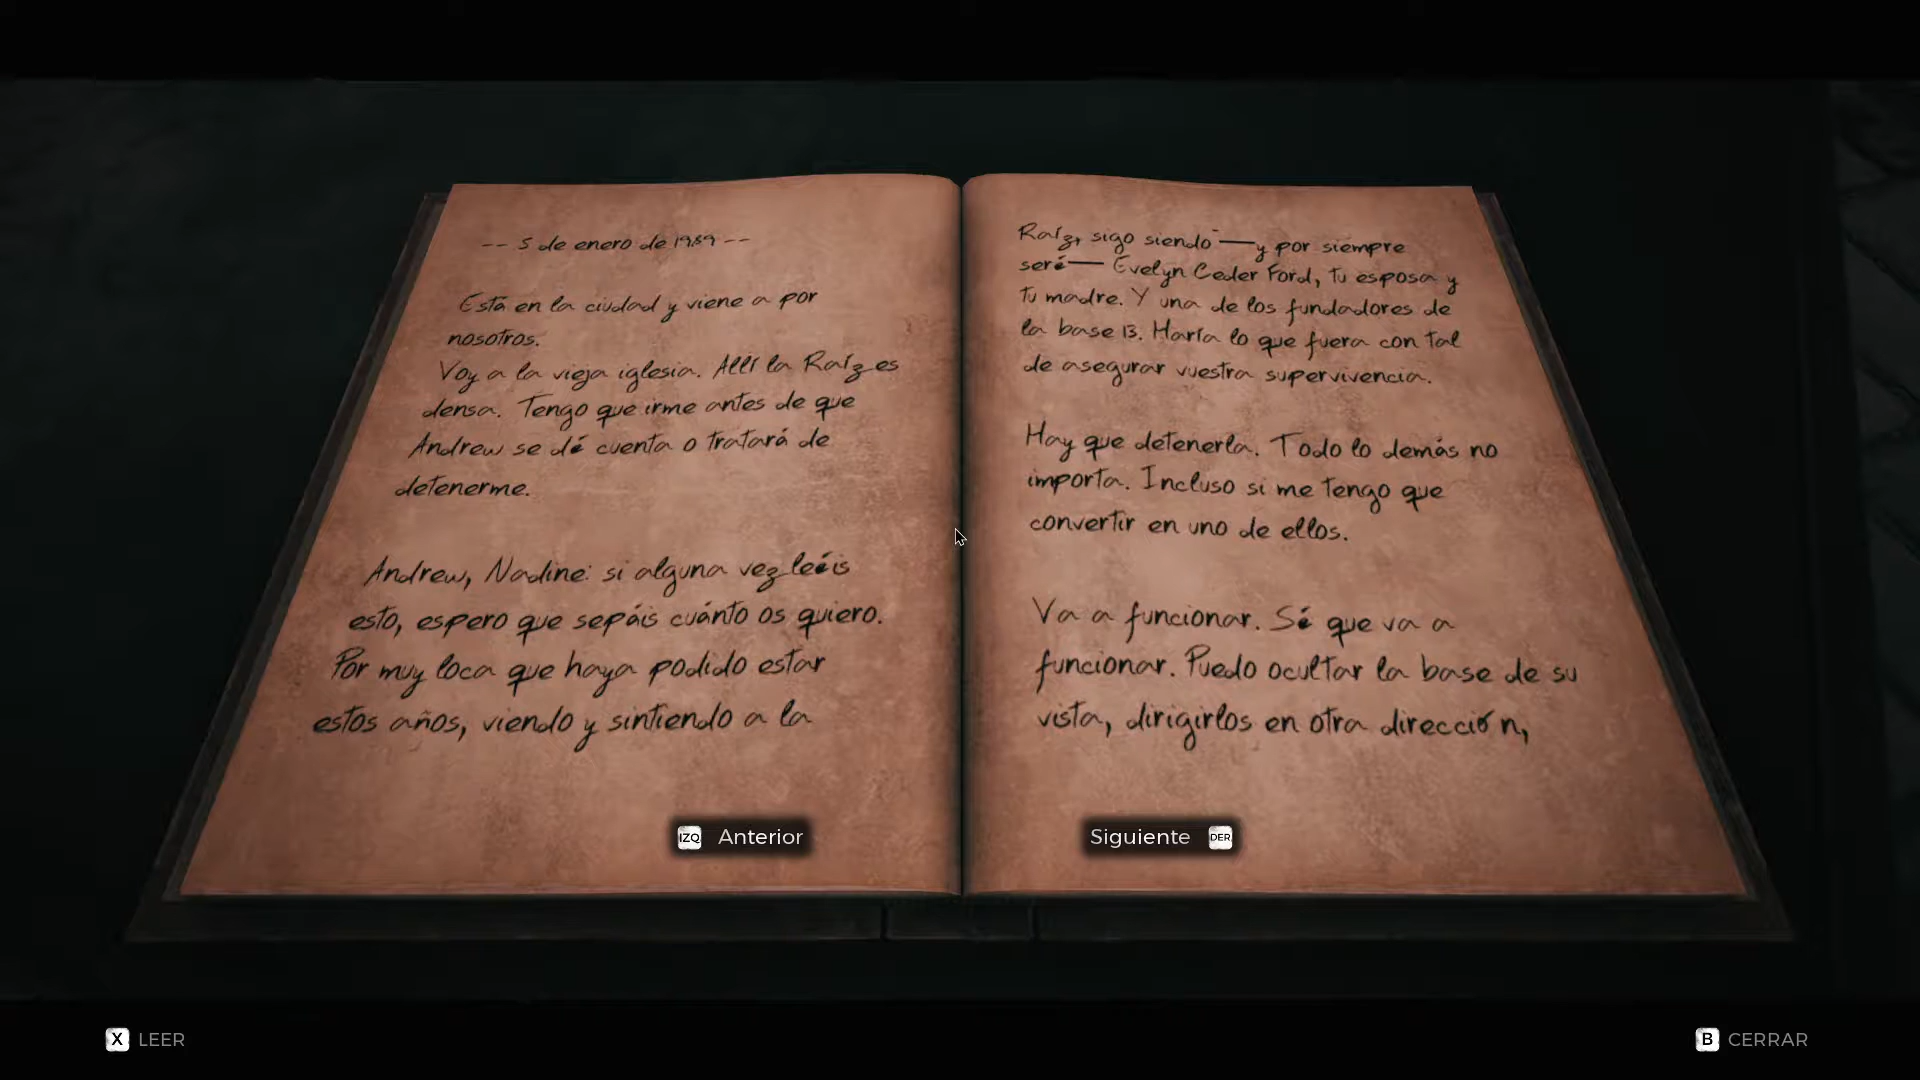 -- 5 de enero de 1989 --
Está en la ciudad y viene a por
nosotros.
Voy a la vieja iglesia. Allí la Raíz es
densa. Tengo que irme antes de que
Andrew se dé cuenta o tratará de
detenerme.
Andrew, Nadine: si alguna vez leéis
esto, espero que sepáis cuánto os quiero.
Por muy loca que haya podido estar
estos años, viendo y sintiendo a la
Raíz, sigo siendo —y por siempre
seré— Evelyn Ceder Ford, tu esposa y
tu madre. Y una de los fundadores de
la base 13. Haría lo que fuera con tal
de asegurar vuestra supervivencia.
Hay que detenerla. Todo lo demás no
importa. Incluso si me tengo que
convertir en uno de ellos.
Va a funcionar. Sé que va a
funcionar. Puedo ocultar la base de su
vista, dirigirlos en otra dirección,
IZQ Anterior
Siguiente DER
X LEER
B CERRAR